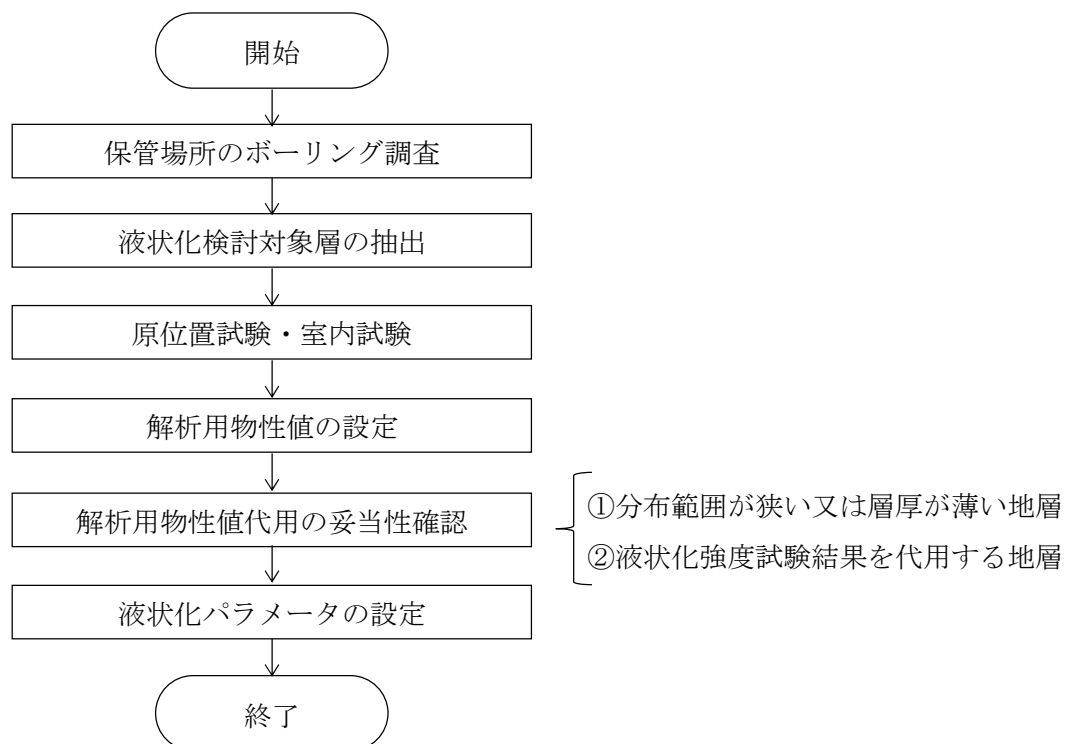 開始
保管場所のボーリング調査
液状化検討対象層の抽出
原位置試験・室内試験
解析用物性値の設定
解析用物性値代用の妥当性確認
①分布範囲が狭い又は層厚が薄い地層
②液状化強度試験結果を代用する地層
液状化パラメータの設定
終了